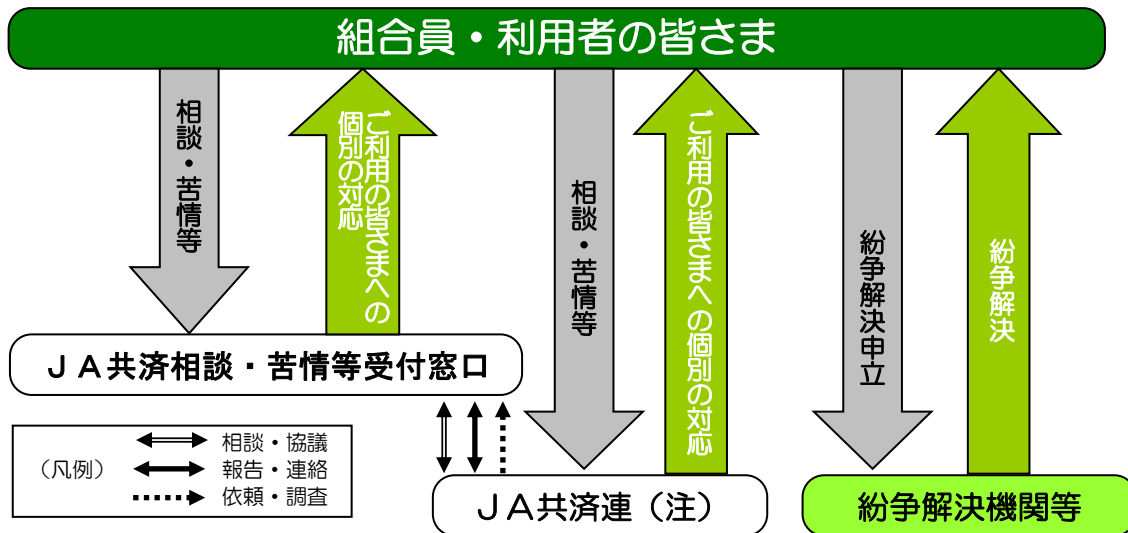 組合員・利用者の皆さま
相談・苦情等
ご利用の皆さまへの
個別の対応
相談・苦情等
ご利用の皆さまへの個別の対応
紛争解決申立
紛争解決
ＪＡ共済相談・苦情等受付窓口
（凡例）
相談・協議
報告・連絡
依頼・調査
ＪＡ共済連（注）
紛争解決機関等